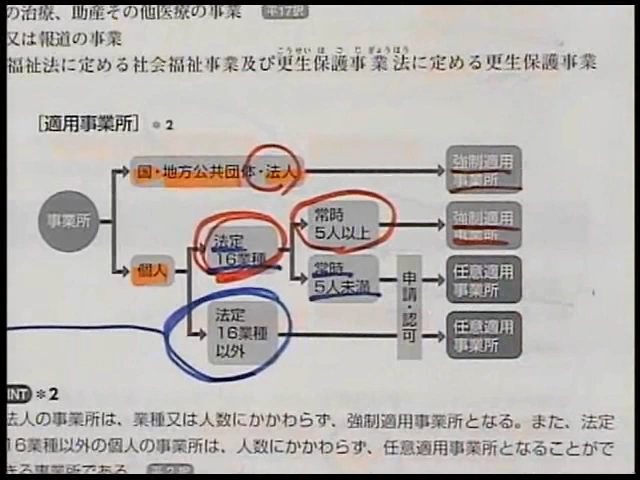 の治療、助産その他医療の事業
又は報道の事業
福祉法に定める社会福祉事業及び更生保護事業法に定める更生保護事業
こうせい ほ ご じ ぎょうほう
[適用事業所] *2
事業所
国・地方公共団体・法人
強制適用
事業所
個人
法定
16業種
常時
5人以上
強制適用
事業所
常時
5人未満
申請・認可
任意適用
事業所
法定
16業種
以外
任意適用
事業所
INT *2
法人の事業所は、業種又は人数にかかわらず、強制適用事業所となる。また、法定
16業種以外の個人の事業所は、人数にかかわらず、任意適用事業所となることがで
きる事業所である。